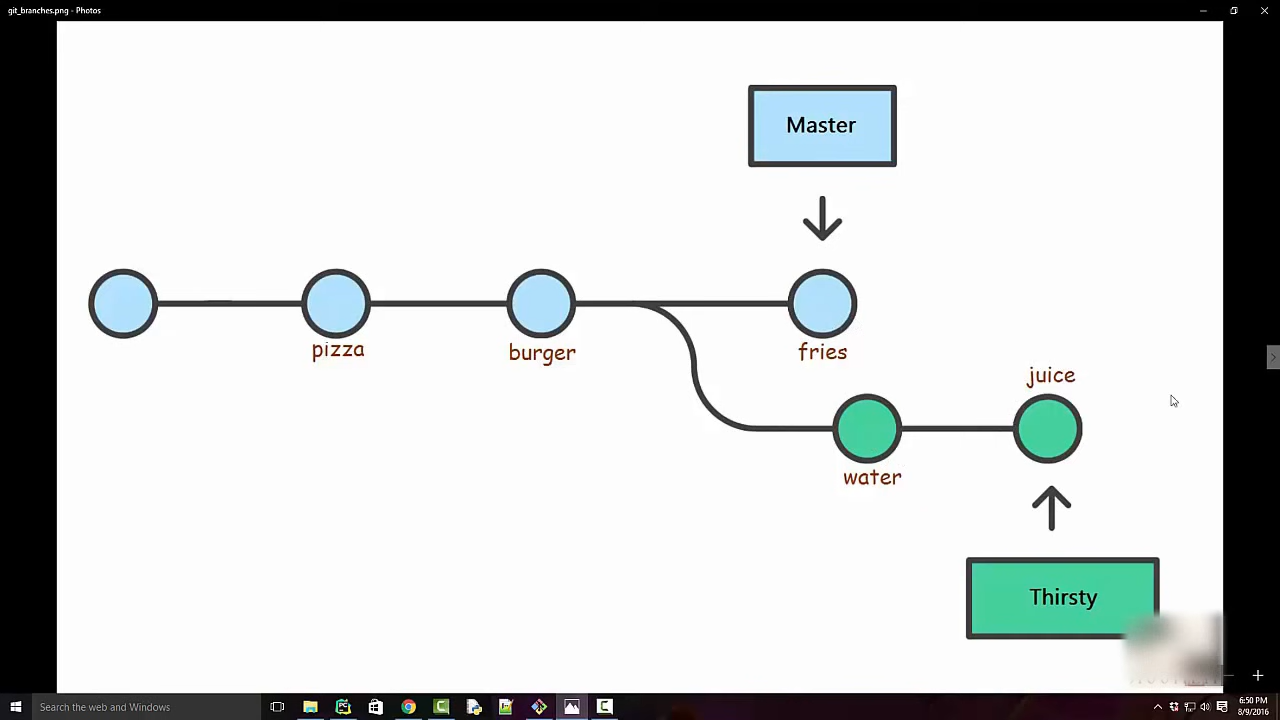 git_branches.png - Photos
Master
pizza
burger
fries
juice
water
Thirsty
Search the web and Windows
6:50 PM
8/9/2016